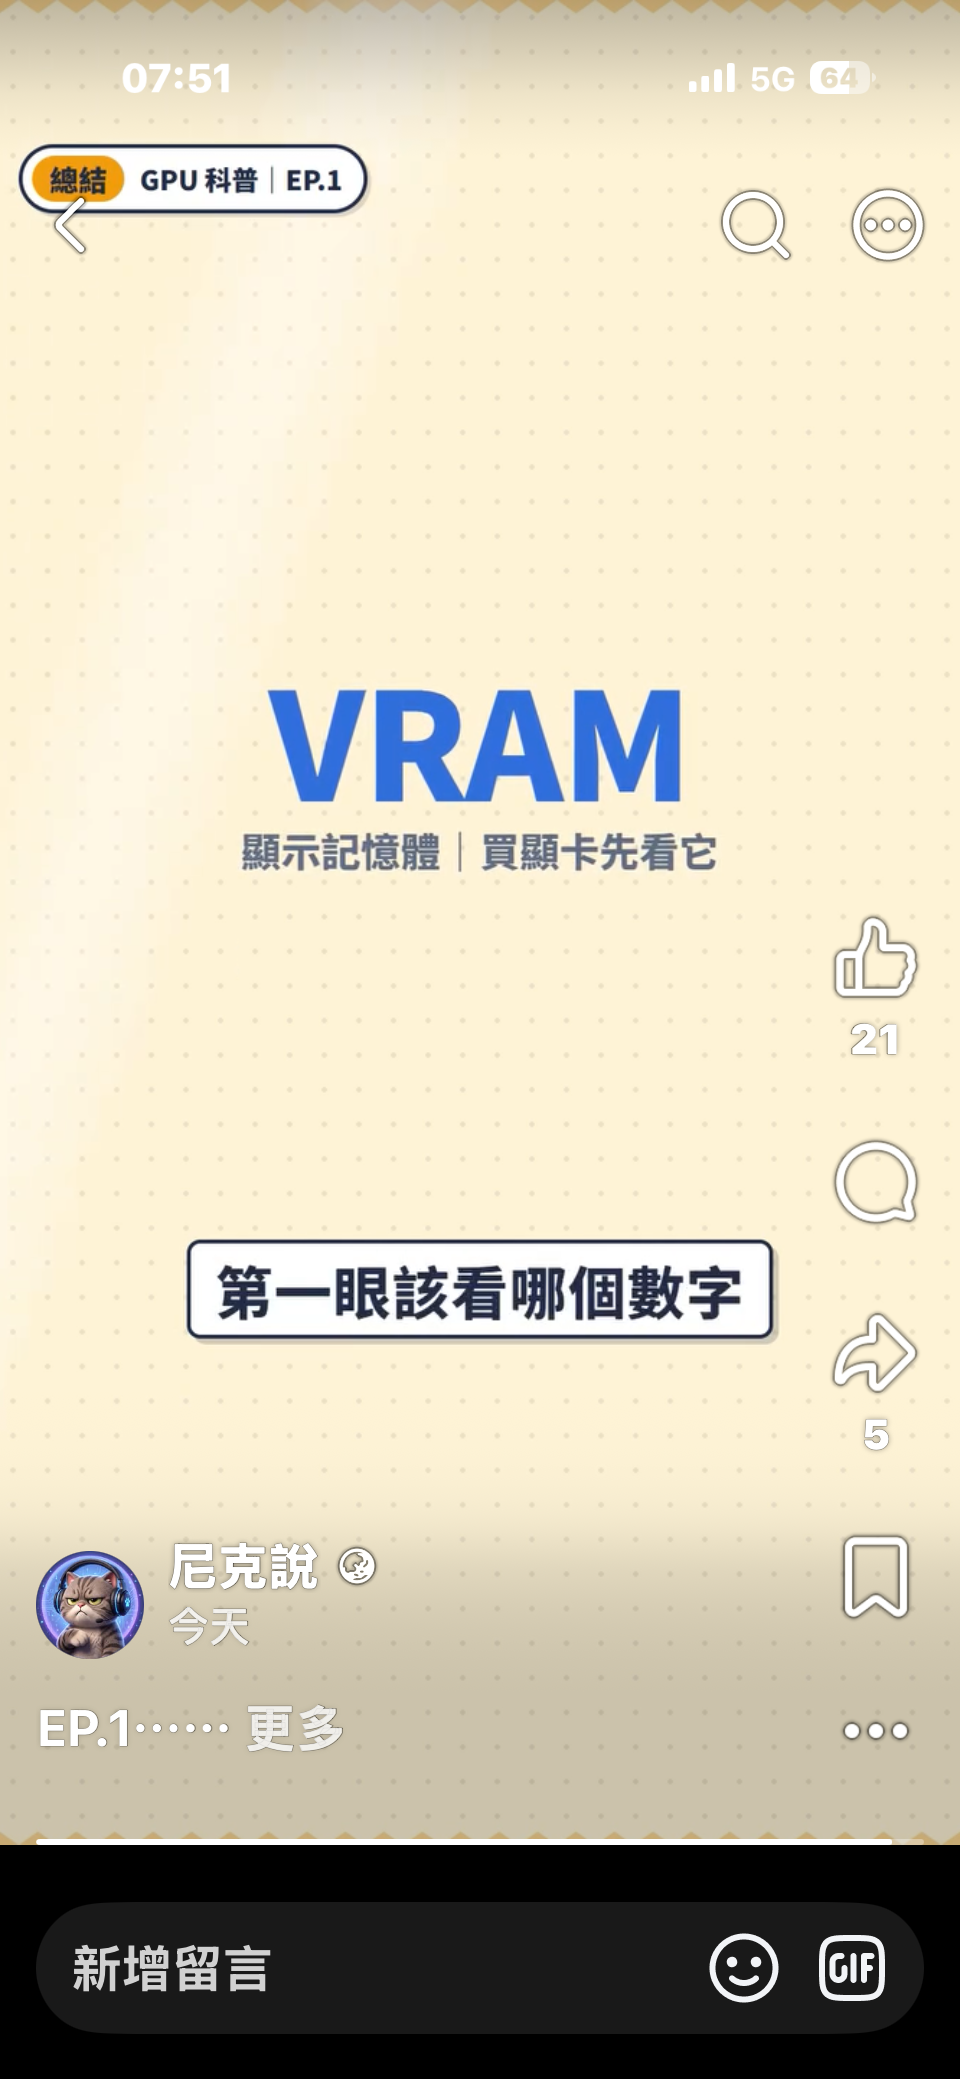 07:51
5G 64
總結 GPU 科普｜EP.1
VRAM
顯示記憶體｜買顯卡先看它
21
第一眼該看哪個數字
5
尼克說
今天
EP.1⋯⋯ 更多
新增留言
GIF